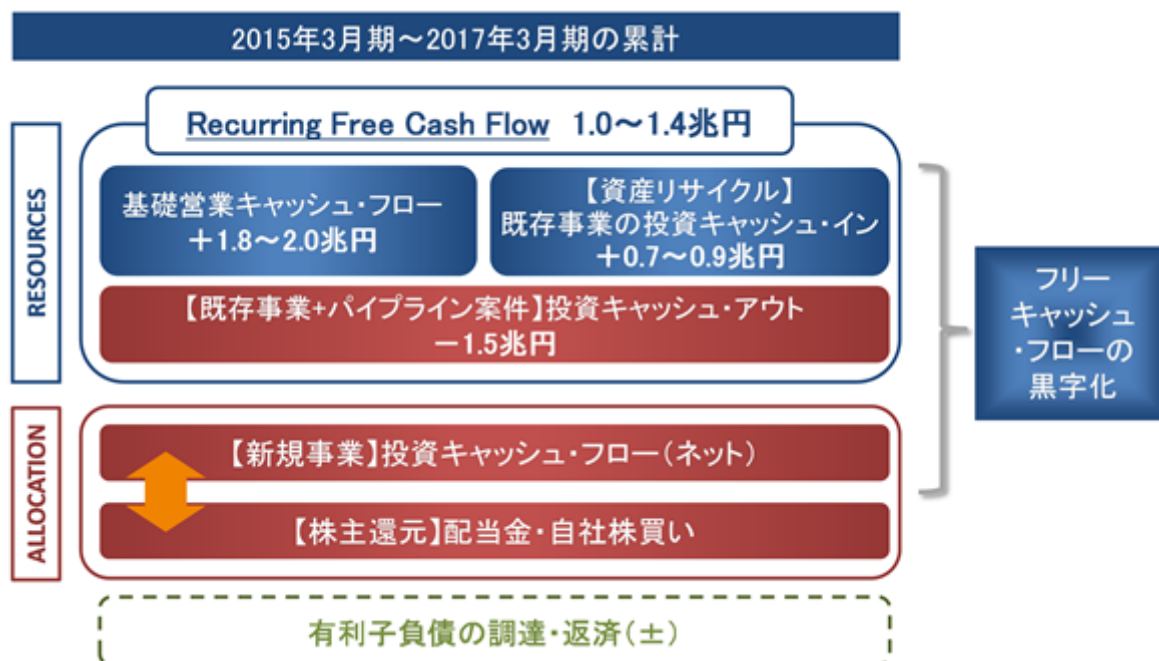 2015年3月期～2017年3月期の累計
RESOURCES
Recurring Free Cash Flow 1.0～1.4兆円
基礎営業キャッシュ・フロー
＋1.8～2.0兆円
【資産リサイクル】
既存事業の投資キャッシュ・イン
＋0.7～0.9兆円
【既存事業+パイプライン案件】投資キャッシュ・アウト
－1.5兆円
ALLOCATION
【新規事業】投資キャッシュ・フロー（ネット）
【株主還元】配当金・自社株買い
フリー
キャッシュ
・フローの
黒字化
有利子負債の調達・返済（±）